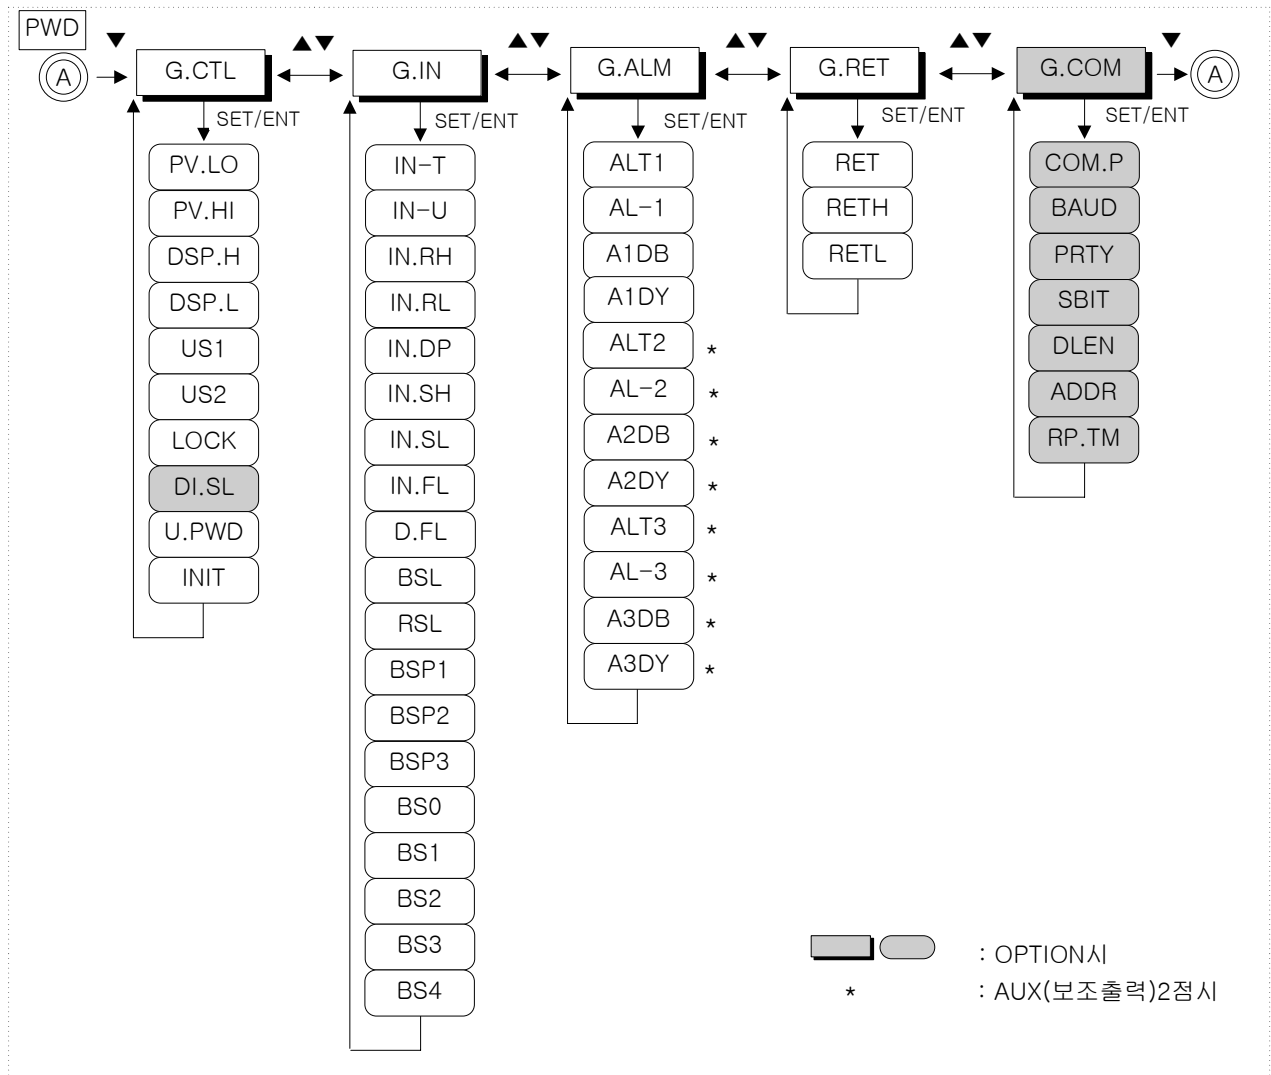 PWD
▼
▲▼
▲▼
▲▼
▲▼
▼
A
G.CTL
G.IN
G.ALM
G.RET
G.COM
A
SET/ENT
SET/ENT
SET/ENT
SET/ENT
SET/ENT
PV.LO
PV.HI
DSP.H
DSP.L
US1
US2
LOCK
DI.SL
U.PWD
INIT
IN-T
IN-U
IN.RH
IN.RL
IN.DP
IN.SH
IN.SL
IN.FL
D.FL
BSL
RSL
BSP1
BSP2
BSP3
BS0
BS1
BS2
BS3
BS4
ALT1
AL-1
A1DB
A1DY
ALT2 *
AL-2 *
A2DB *
A2DY *
ALT3 *
AL-3 *
A3DB *
A3DY *
RET
RETH
RETL
COM.P
BAUD
PRTY
SBIT
DLEN
ADDR
RP.TM
: OPTION시
* : AUX(보조출력)2점시